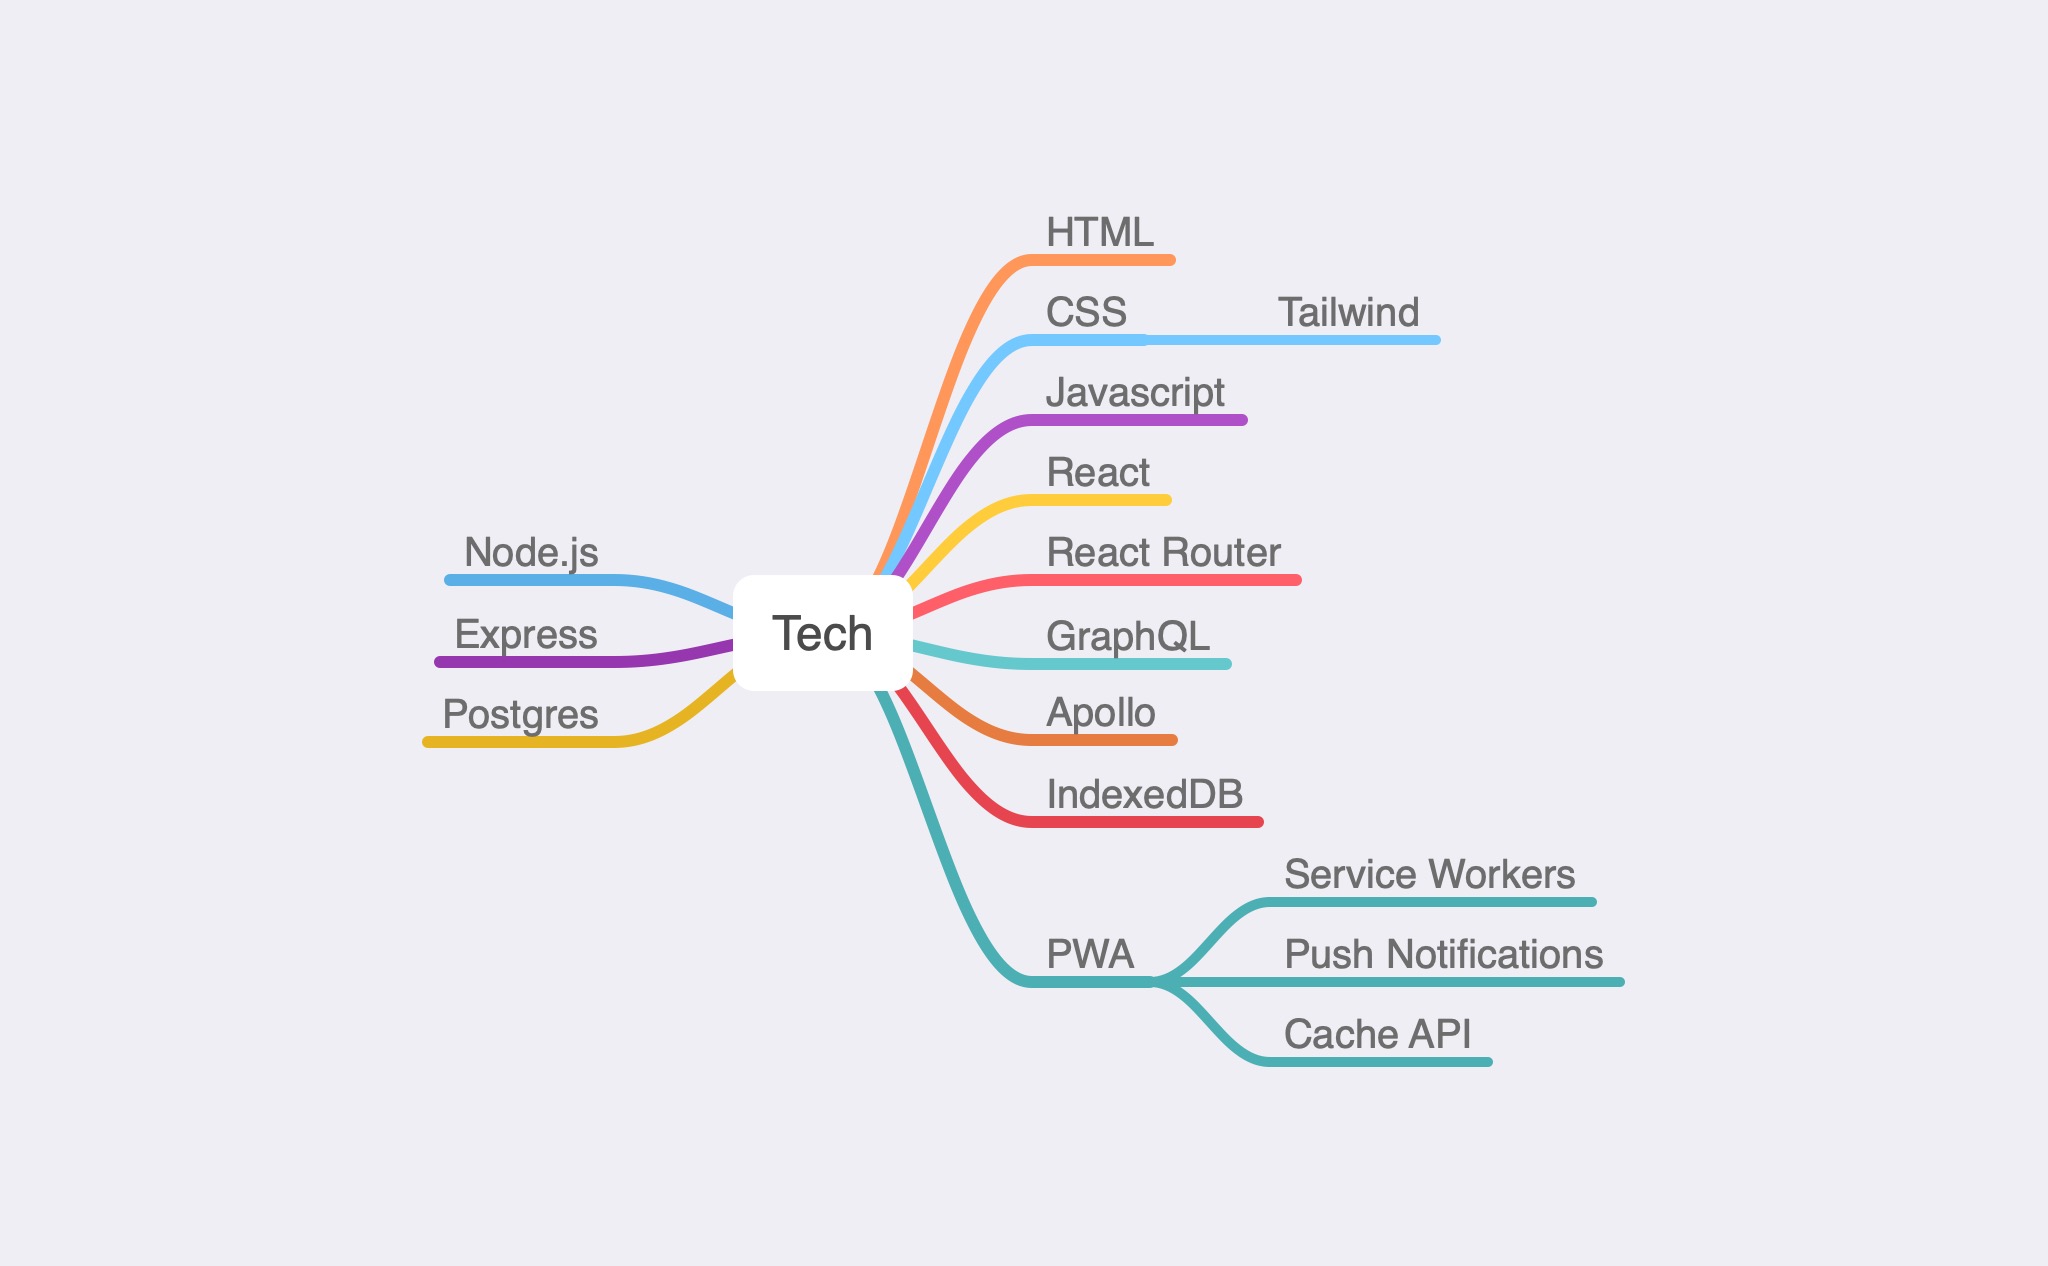 HTML
CSS
Tailwind
Javascript
React
React Router
GraphQL
Apollo
IndexedDB
PWA
Service Workers
Push Notifications
Cache API
Tech
Node.js
Express
Postgres